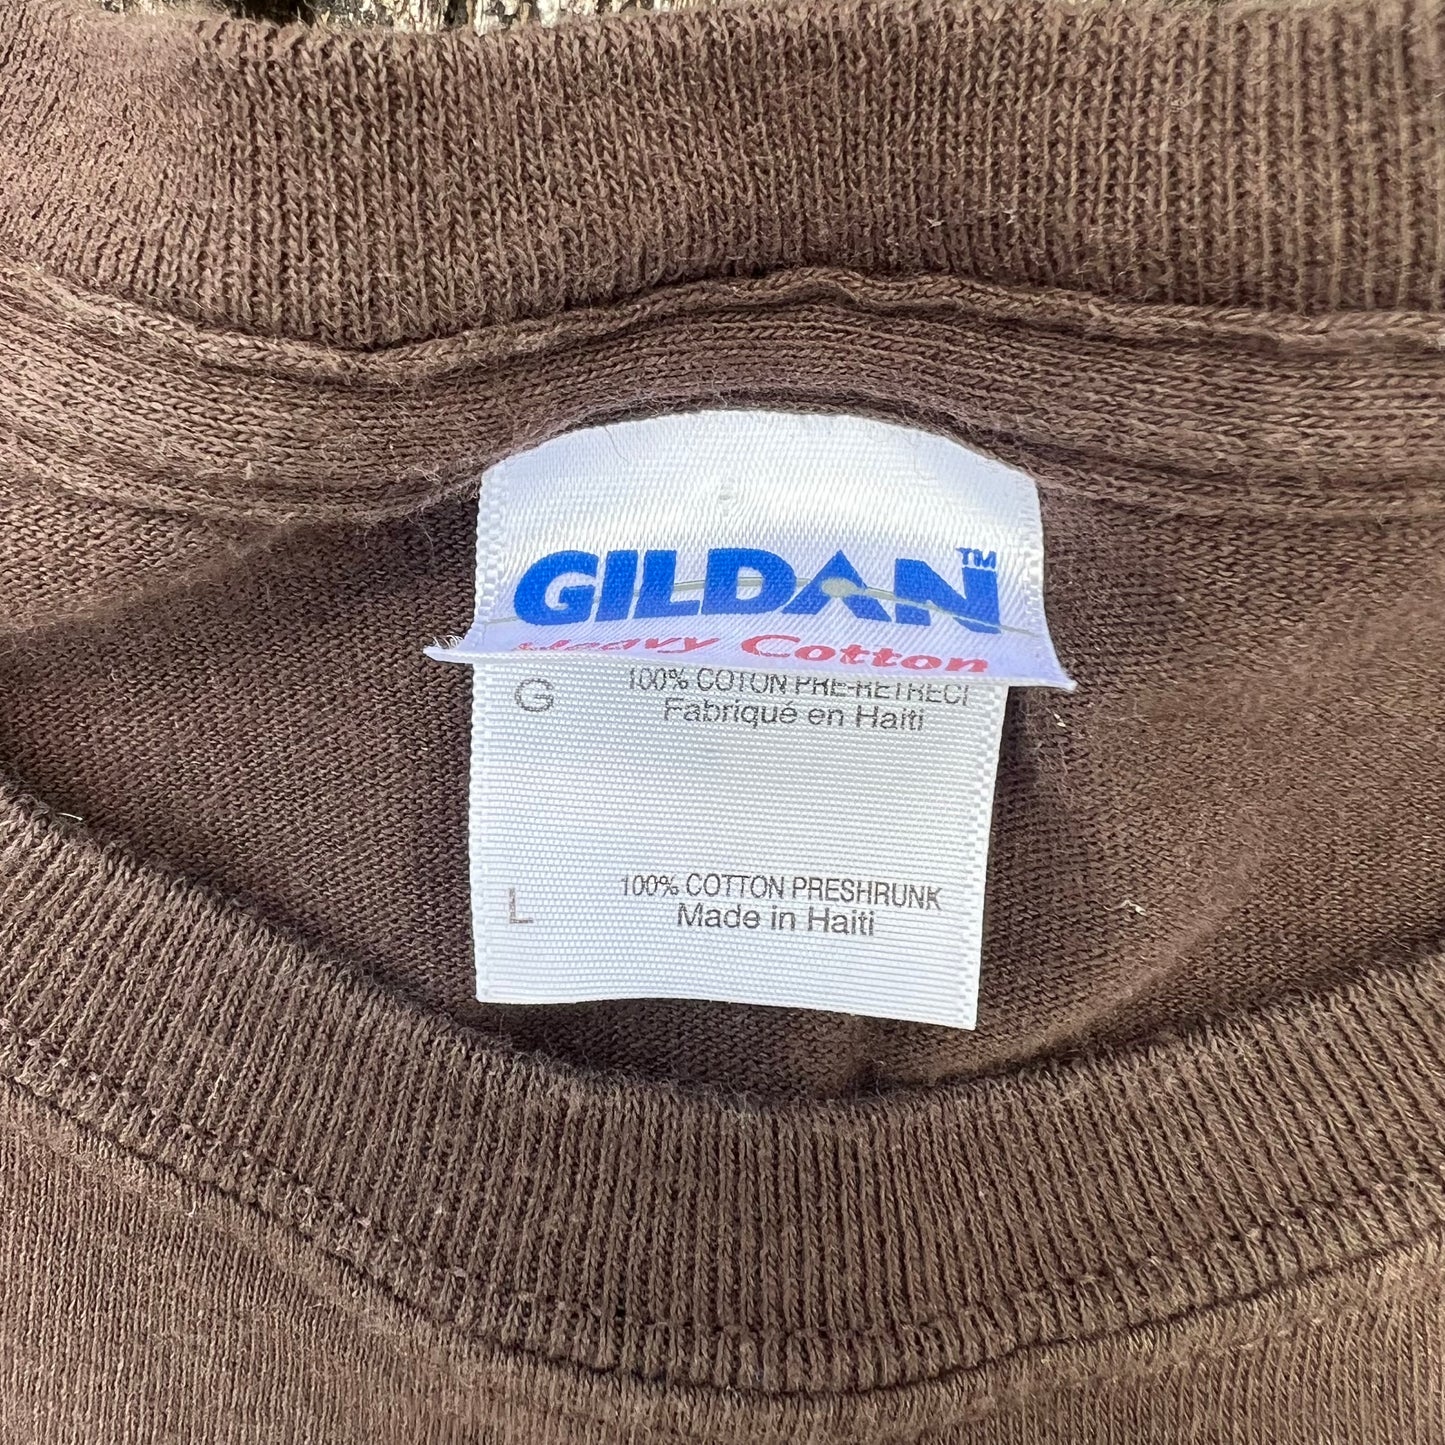 GILDAN™
Heavy Cotton
G
100% COTON PRE-RETRECI
Fabriqué en Haiti
L
100% COTTON PRESHRUNK
Made in Haiti